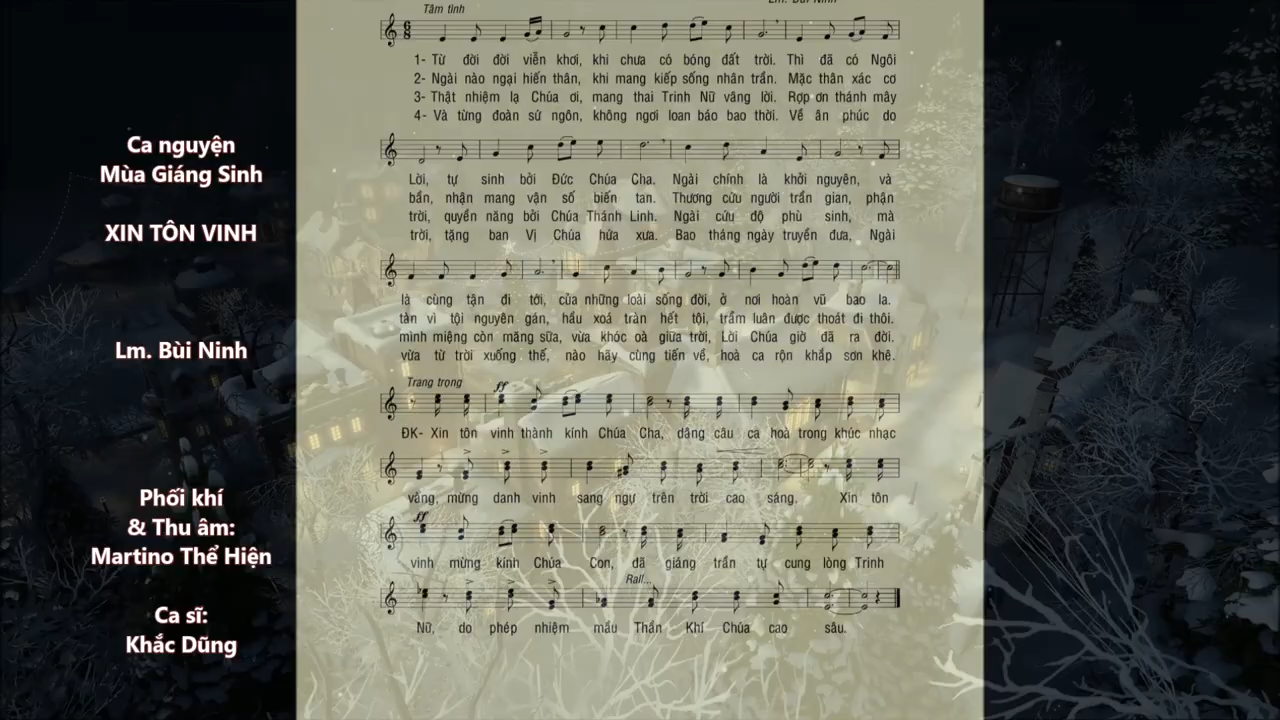 Ca nguyện
Mùa Giáng Sinh
XIN TÔN VINH
Lm. Bùi Ninh
Phối khí
& Thu âm:
Martino Thể Hiện
Ca sĩ:
Khắc Dũng
Tâm tình
Lm. Bùi Ninh
1- Từ đời đời viễn khơi, khi chưa có bóng đất trời. Thì đã có Ngôi
2- Ngài nào ngại hiến thân, khi mang kiếp sống nhân trần. Mặc thân xác cơ
3- Thật nhiệm lạ Chúa ơi, mang thai Trinh Nữ vâng lời. Rợp ơn thánh mây
4- Và từng đoàn sứ ngôn, không ngơi loan báo bao thời. Về ân phúc do
Lời, tự sinh bởi Đức Chúa Cha. Ngài chính là khởi nguyên, và
bần, nhận mang vận số biến tan. Thương cứu người trần gian, phận
trời, quyền năng bởi Chúa Thánh Linh. Ngài cứu độ phù sinh, mà
trời, tặng ban Vị Chúa hứa xưa. Bao tháng ngày truyền đưa, Ngài
là cùng tận đi tới, của những loài sống đời, ở nơi hoàn vũ bao la.
tàn vì tội nguyên gán, hầu xoá tràn hết tội, trầm luân được thoát đi thôi.
mình miệng còn măng sữa, vừa khóc oà giữa trời, Lời Chúa giờ đã ra đời.
vừa từ trời xuống thế, nào hãy cùng tiến về, hoà ca rộn khắp sơn khê.
Trang trọng
ff
ĐK- Xin tôn vinh thành kính Chúa Cha, dâng câu ca hoà trong khúc nhạc
vàng, mừng danh vinh sang ngự trên trời cao sáng. Xin tôn
ff
vinh mừng kính Chúa Con, đã giáng trần tự cung lòng Trinh
Rall...
Nữ, do phép nhiệm mầu Thần Khí Chúa cao sâu.